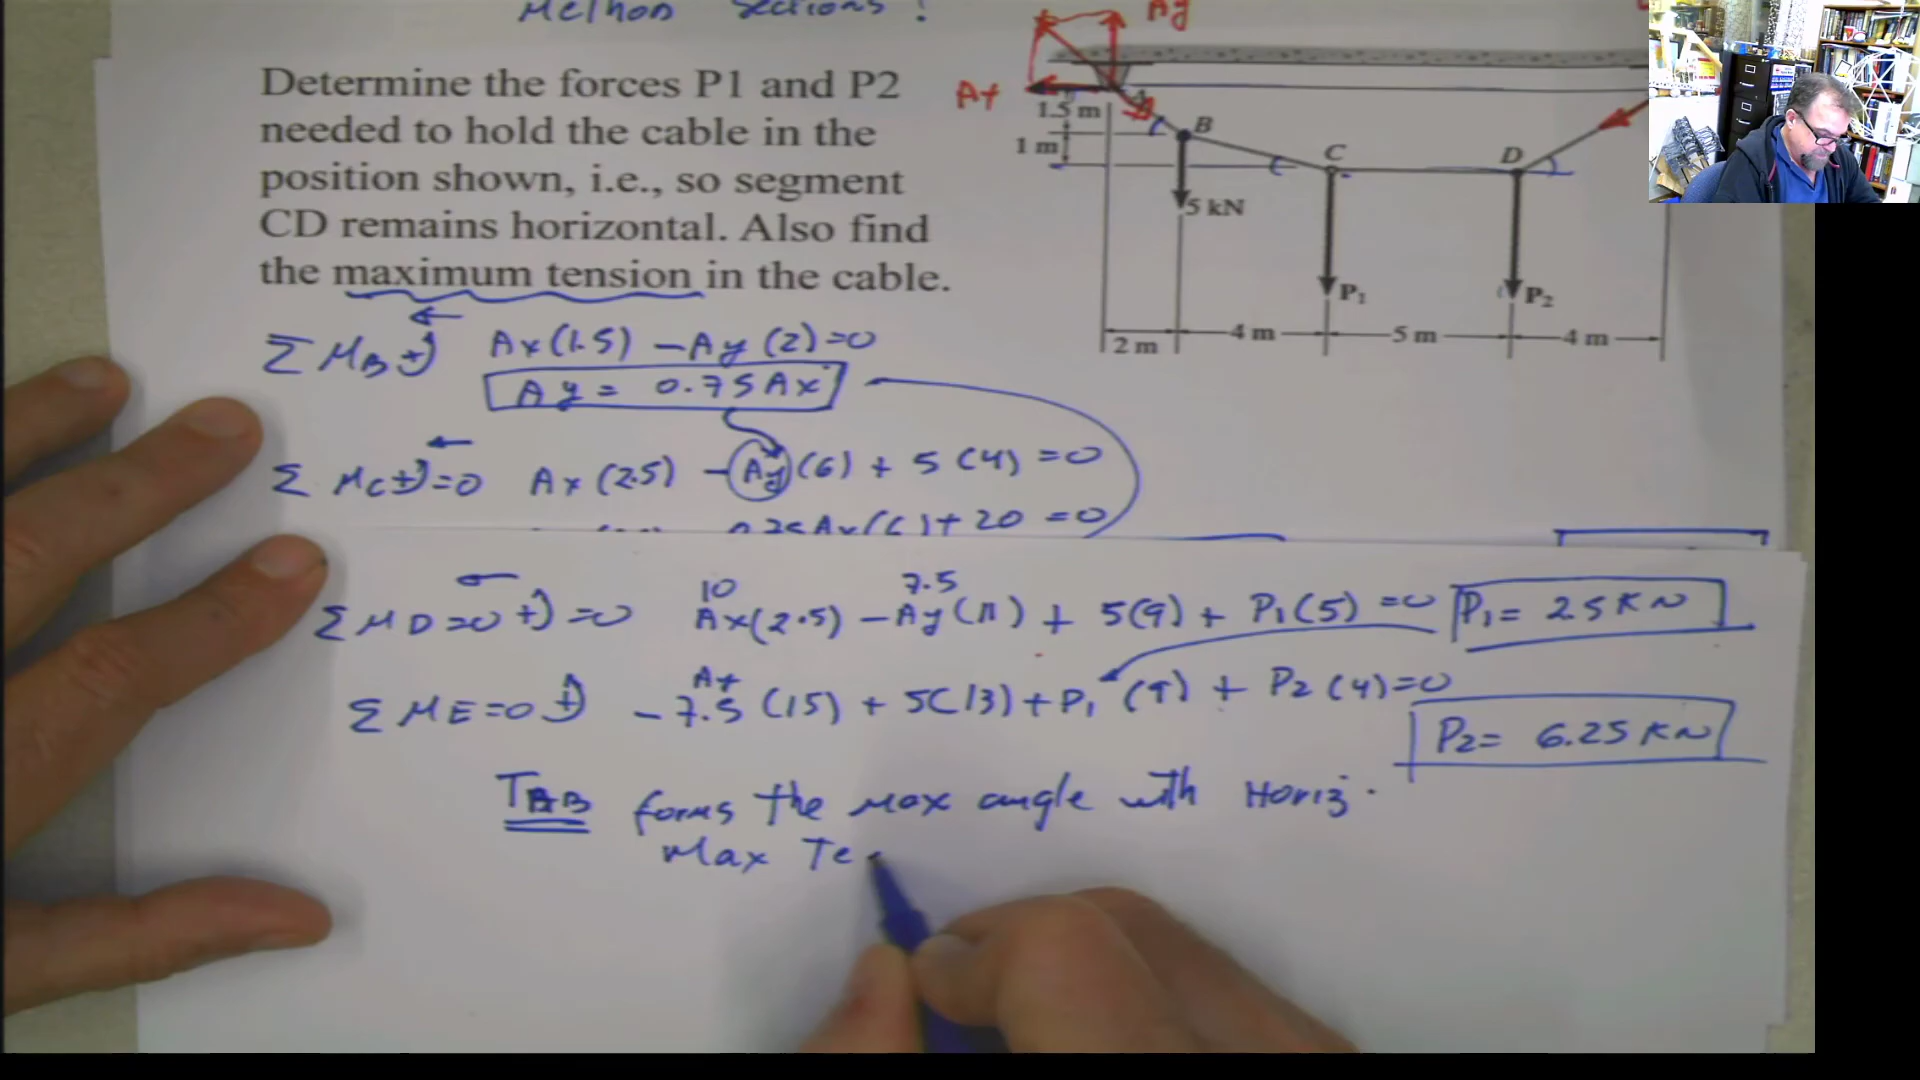 Method Sections!
Determine the forces P1 and P2
needed to hold the cable in the
position shown, i.e., so segment
CD remains horizontal. Also find
the maximum tension in the cable.
Ay
Ax
A
1.5 m
1 m
B
C
D
5 kN
P1
P2
2 m
4 m
5 m
4 m
ΣMB +) Ax(1.5) - Ay(2)=0
Ay = 0.75Ax
ΣMC+)=0 Ax(2.5) - Ay(6) + 5(4) =0
+ 20 =0
10 7.5
ΣMD=0 +)=0 Ax(2.5) - Ay(11) + 5(9) + P1(5) =0 P1= 2.5 KN
ΣME=0 +) -7.5(15) + 5(13) + P1(9) + P2(4)=0
P2= 6.25 KN
TAB forms the Max angle with Horiz.
Max Te